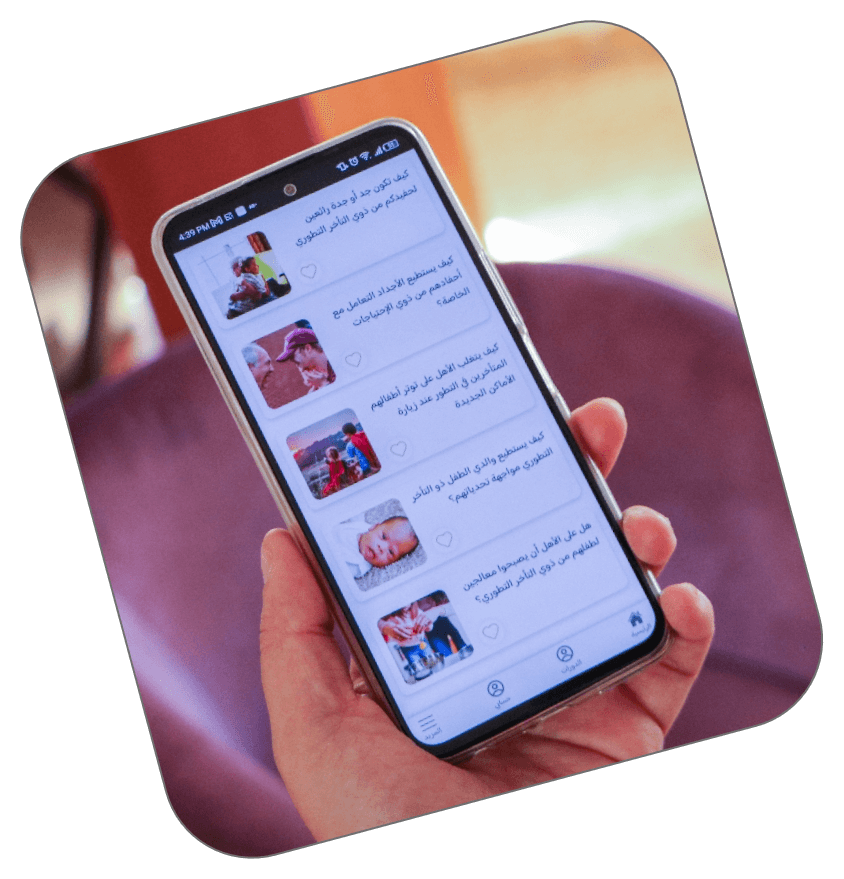 4:39 PM
كيف تكون جد أو جدة رائعين
لحفيدكم من ذوي التأخر التطوري
كيف يستطيع الأجداد التعامل مع
أحفادهم من ذوي الإحتياجات
الخاصة؟
كيف يتغلب الأهل على توتر أطفالهم
المتأخرين في التطور عند زيارة
الأماكن الجديدة
كيف يستطيع والدي الطفل ذو التأخر
التطوري مواجهة تحدياتهم؟
هل على الأهل أن يصبحوا معالجين
لطفلهم من ذوي التأخر التطوري؟
الرئيسية
الدورات
حسابي
المزيد